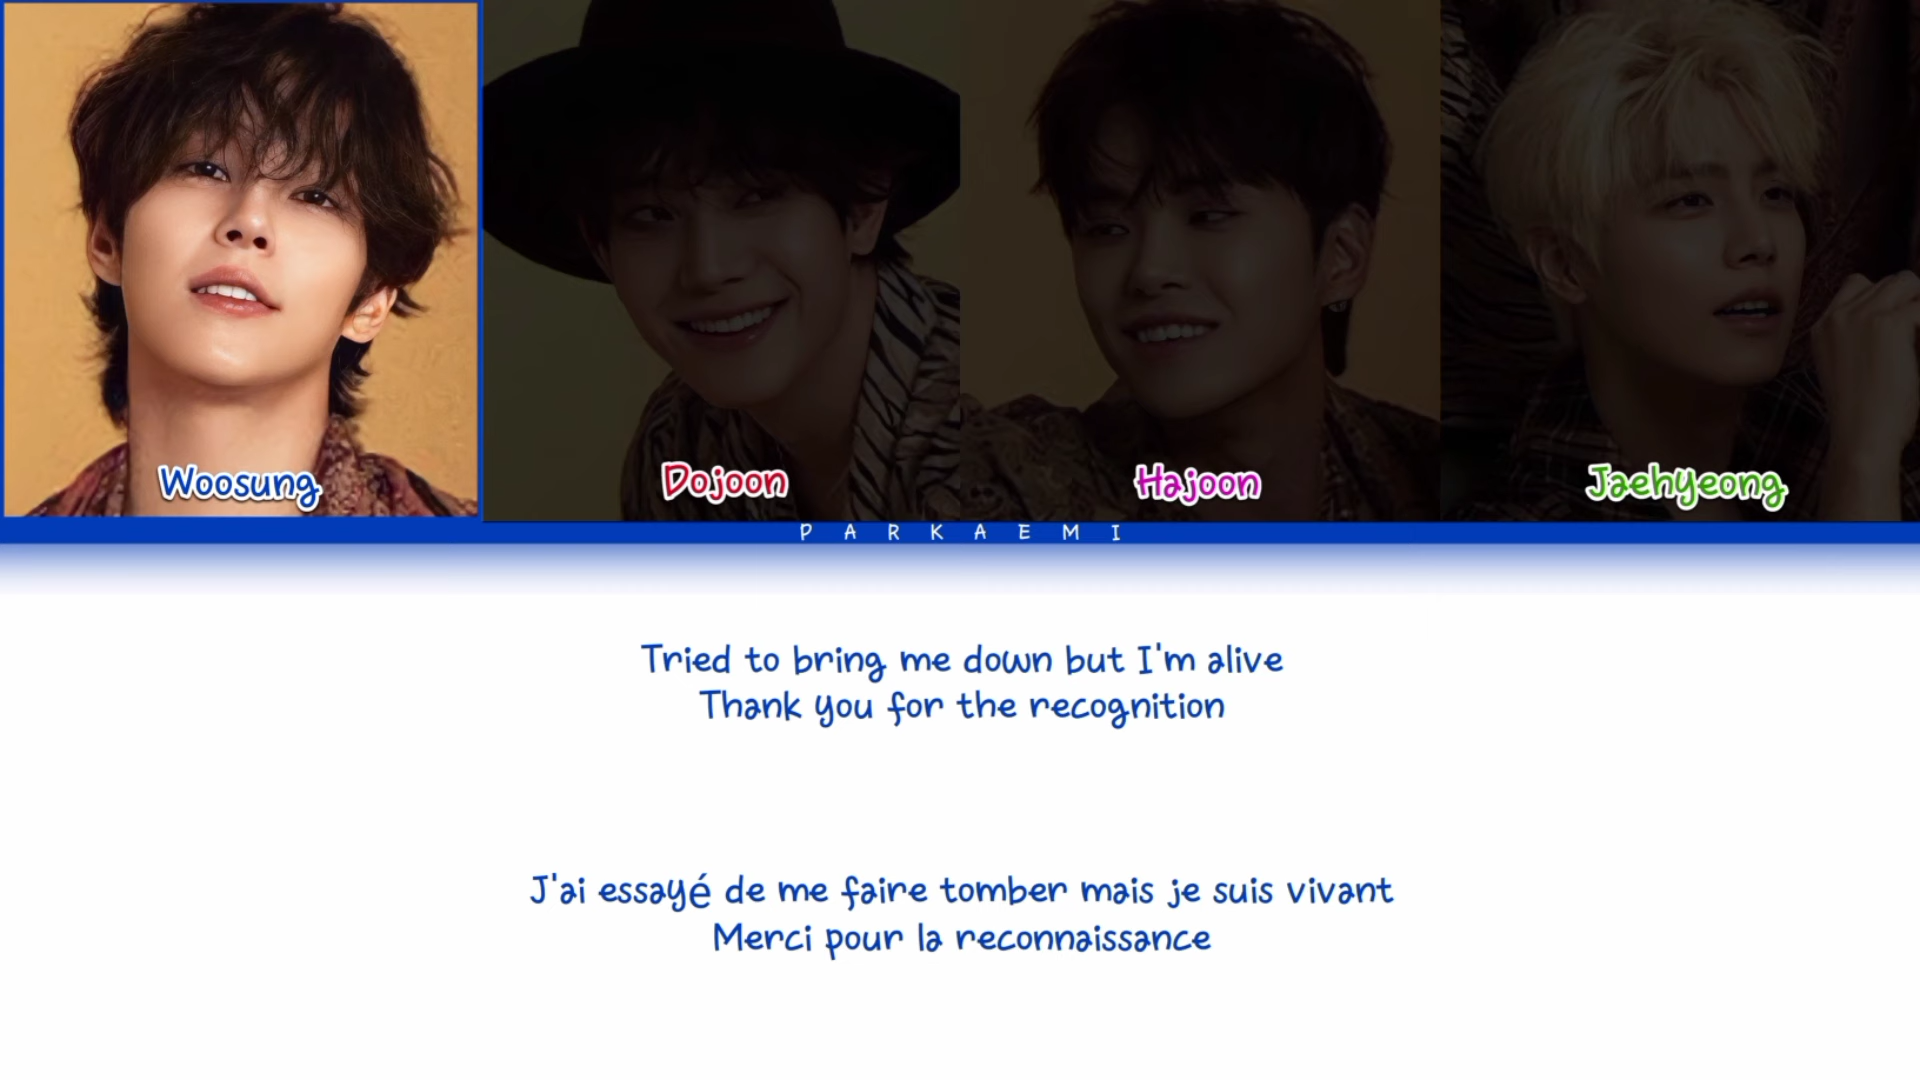 Woosung
Dojoon
Hajoon
Jaehyeong
PARKAEMI
Tried to bring me down but I'm alive
Thank you for the recognition
J'ai essayé de me faire tomber mais je suis vivant
Merci pour la reconnaissance